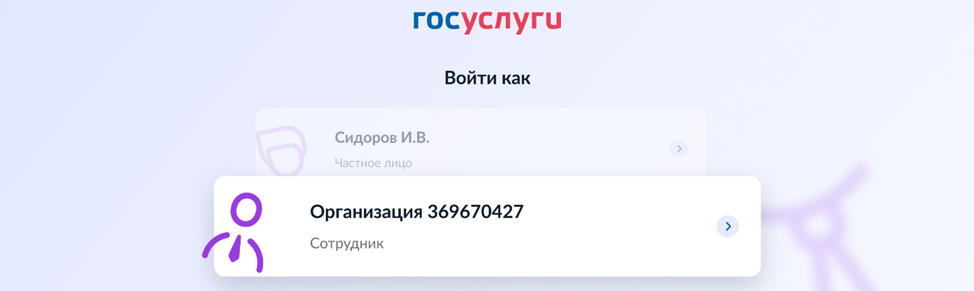 госуслуги
Войти как
Сидоров И.В.
Частное лицо
Организация 369670427
Сотрудник